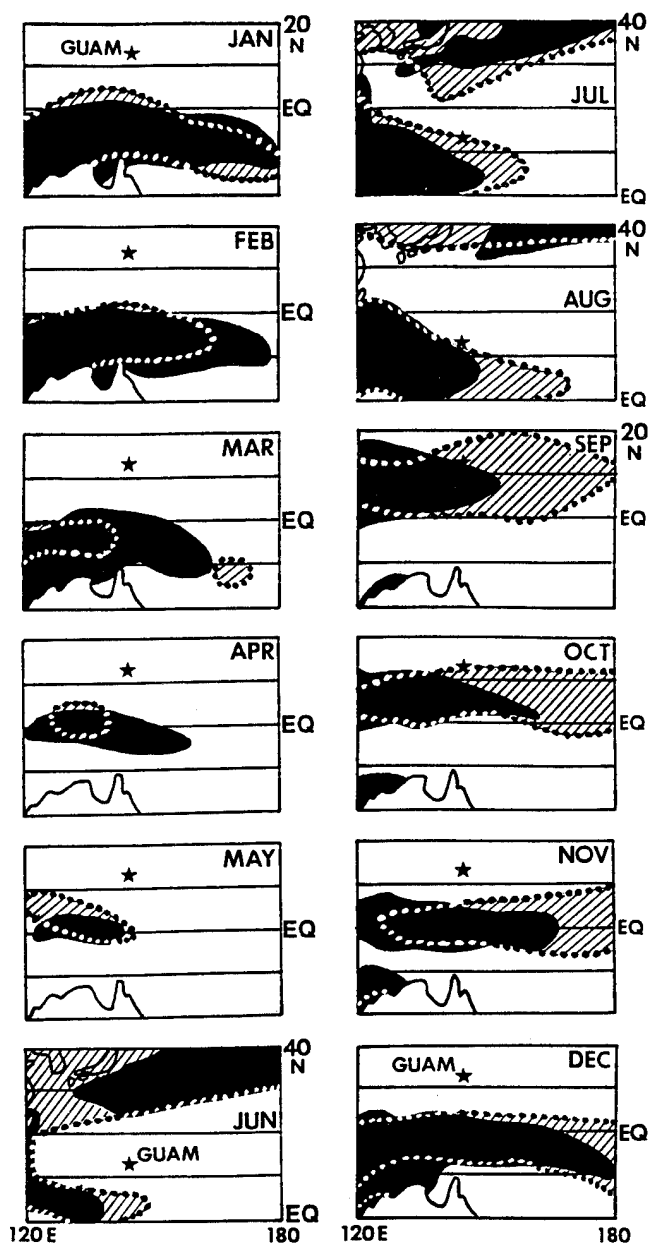 20
N
GUAM JAN
EQ
FEB
EQ
MAR
EQ
APR
EQ
MAY
EQ
40
N
JUN
GUAM
EQ
120E 180
40
N
JUL
EQ
40
N
AUG
EQ
20
N
SEP
EQ
OCT
EQ
NOV
EQ
GUAM DEC
EQ
120E 180